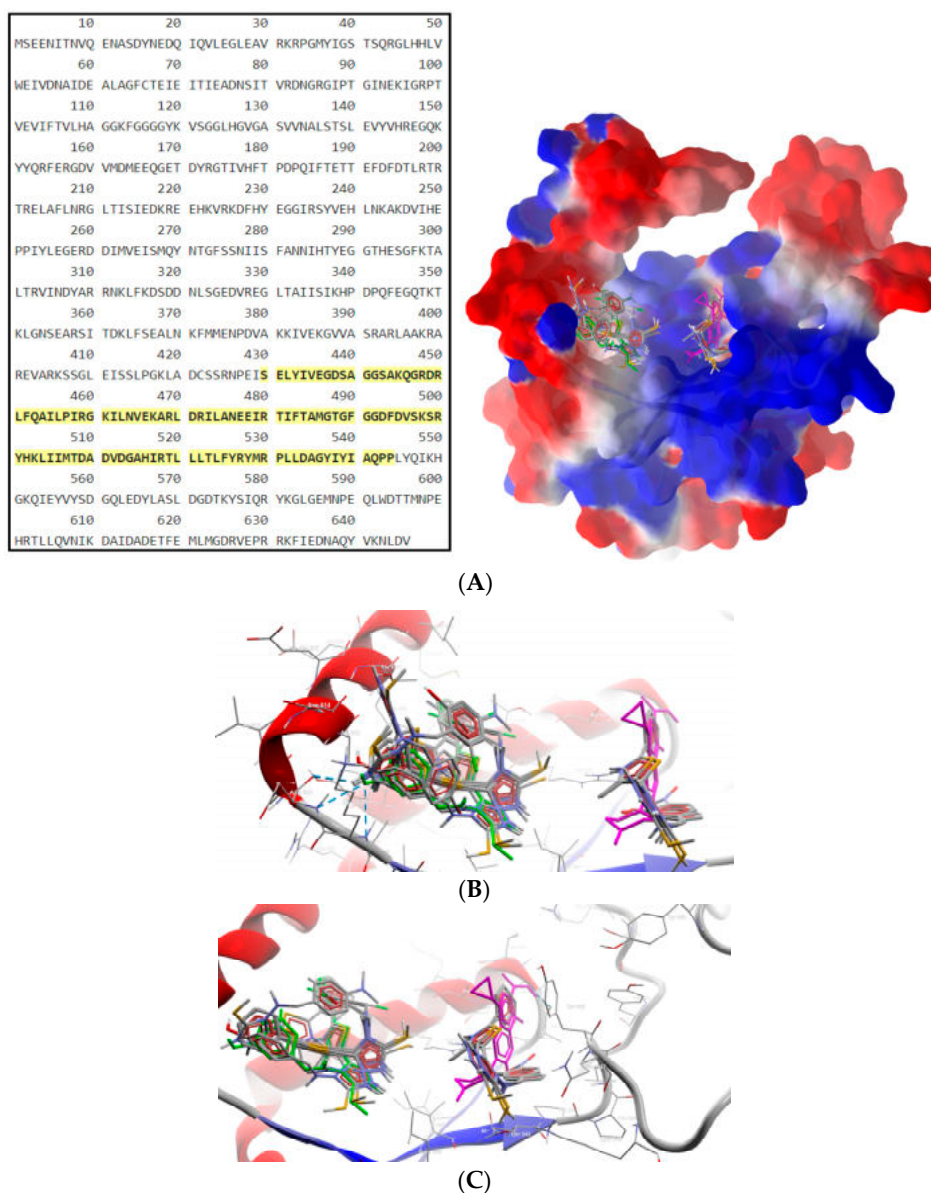 10 20 30 40 50
MSEENITNVQ ENASDYNEDQ IQVLEGLEAV RKRPGMYIGS TSQRGLHHLV
60 70 80 90 100
WEIVDNAIDE ALAGFCTEIE ITIEADNSIT VRDNGRGIPT GINEKIGRPT
110 120 130 140 150
VEVIFTVLHA GGKFGGGGYK VSGGLHGVGA SVVNALSTSL EVYVHREGQK
160 170 180 190 200
YYQRFERGDV VMDMEEQGET DYRGTIVHFT PDPQIFTETT EFDFDTLRTR
210 220 230 240 250
TRELAFLNRG LTISIEDKRE EHKVRKDFHY EGGIRSYVEH LNKAKDVIHE
260 270 280 290 300
PPIYLEGERD DIMVEISMQY NTGFSSNIIS FANNIHTYEG GTHESGFKTA
310 320 330 340 350
LTRVINDYAR RNKLFKDSDD NLSGEDVREG LTAIISIKHP DPQFEGQTKT
360 370 380 390 400
KLGNSEARSI TDKLFSEALN KFMMENPDVA KKIVEKGVVA SRARLAAKRA
410 420 430 440 450
REVARKSSGL EISSLPGKLA DCSSRNPEIS ELYIVEGDSA GGSAKQGRDR
460 470 480 490 500
LFQAILPIRG KILNVEKARL DRILANEEIR TIFTAMGTGF GGDFDVSKSR
510 520 530 540 550
YHKLIIMTDA DVDGAHIRTL LLTLFYRYMR PLLDAGYIYI AQPPLYQIKH
560 570 580 590 600
GKQIEYVYSD GQLEDYLASL DGDTKYSIQR YKGLGEMNPE QLWDTTMNPE
610 620 630 640
HRTLLQVNIK DAIDADETFE MLMGDRVEPR RKFIEDNAQY VKNLDV
(A)
(B)
(C)